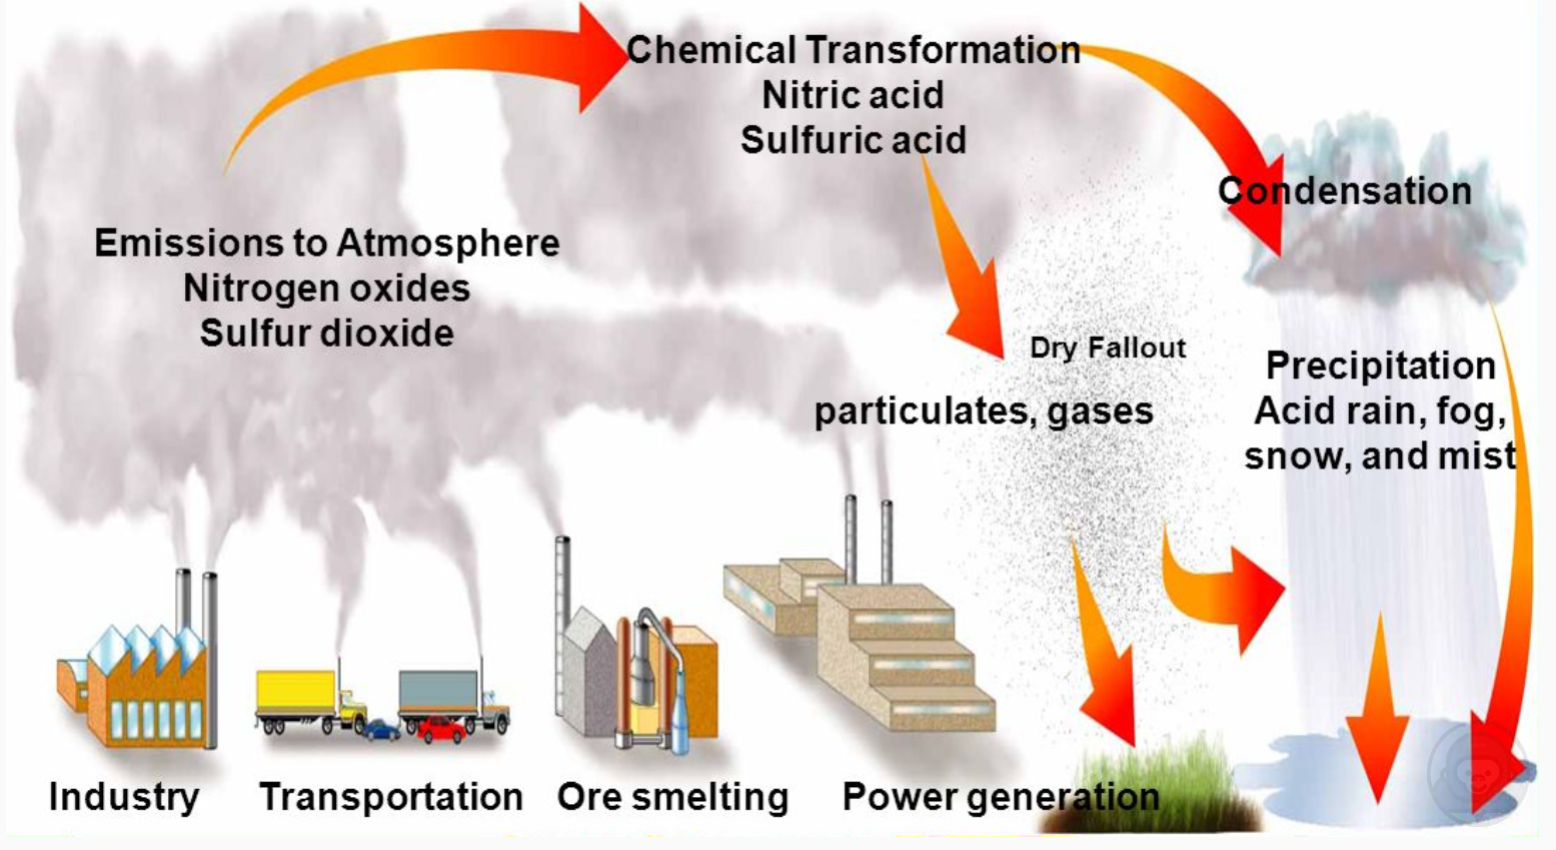 Chemical Transformation
Nitric acid
Sulfuric acid
Condensation
Emissions to Atmosphere
Nitrogen oxides
Sulfur dioxide
Dry Fallout
particulates, gases
Precipitation
Acid rain, fog,
snow, and mist
Industry
Transportation
Ore smelting
Power generation